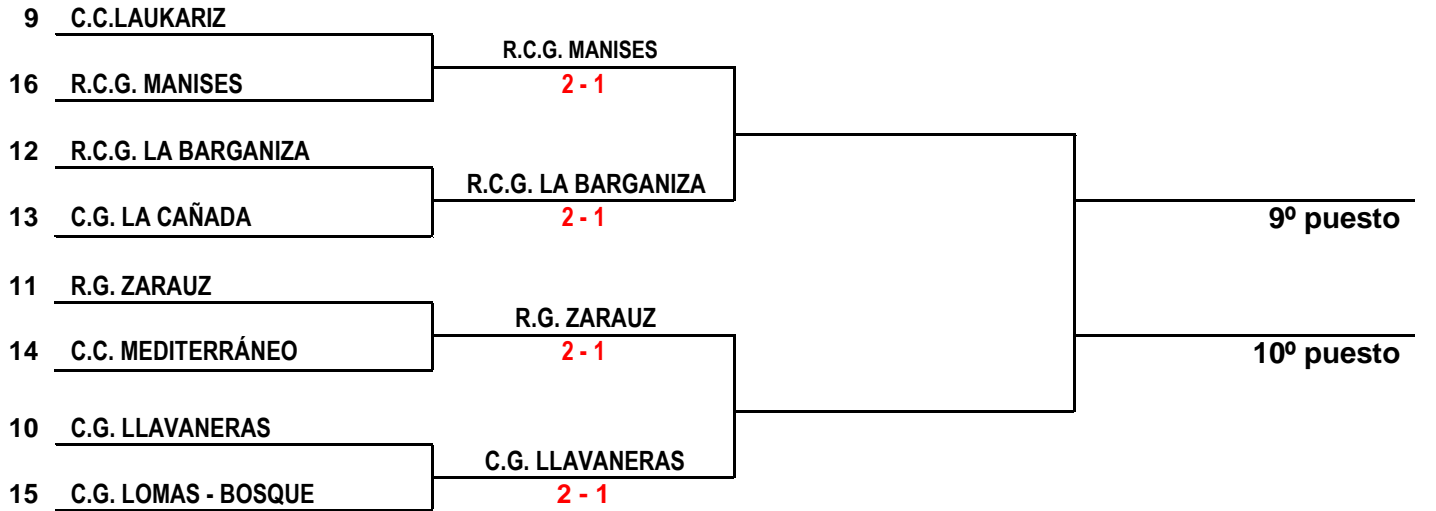 9 C.C.LAUKARIZ
R.C.G. MANISES
16 R.C.G. MANISES 2 - 1
12 R.C.G. LA BARGANIZA
R.C.G. LA BARGANIZA
13 C.G. LA CAÑADA 2 - 1 9º puesto
11 R.G. ZARAUZ
R.G. ZARAUZ
14 C.C. MEDITERRÁNEO 2 - 1 10º puesto
10 C.G. LLAVANERAS
C.G. LLAVANERAS
15 C.G. LOMAS - BOSQUE 2 - 1